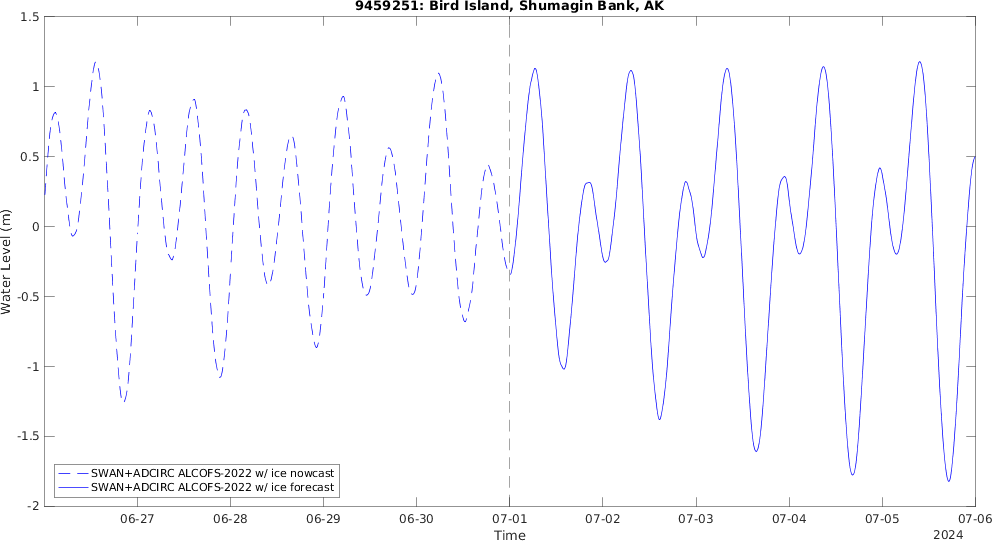 9459251: Bird Island, Shumagin Bank, AK
Water Level (m)
1.5
1
0.5
0
-0.5
-1
-1.5
-2
SWAN+ADCIRC ALCOFS-2022 w/ ice nowcast
SWAN+ADCIRC ALCOFS-2022 w/ ice forecast
06-27 06-28 06-29 06-30 07-01 07-02 07-03 07-04 07-05 07-06
Time
2024